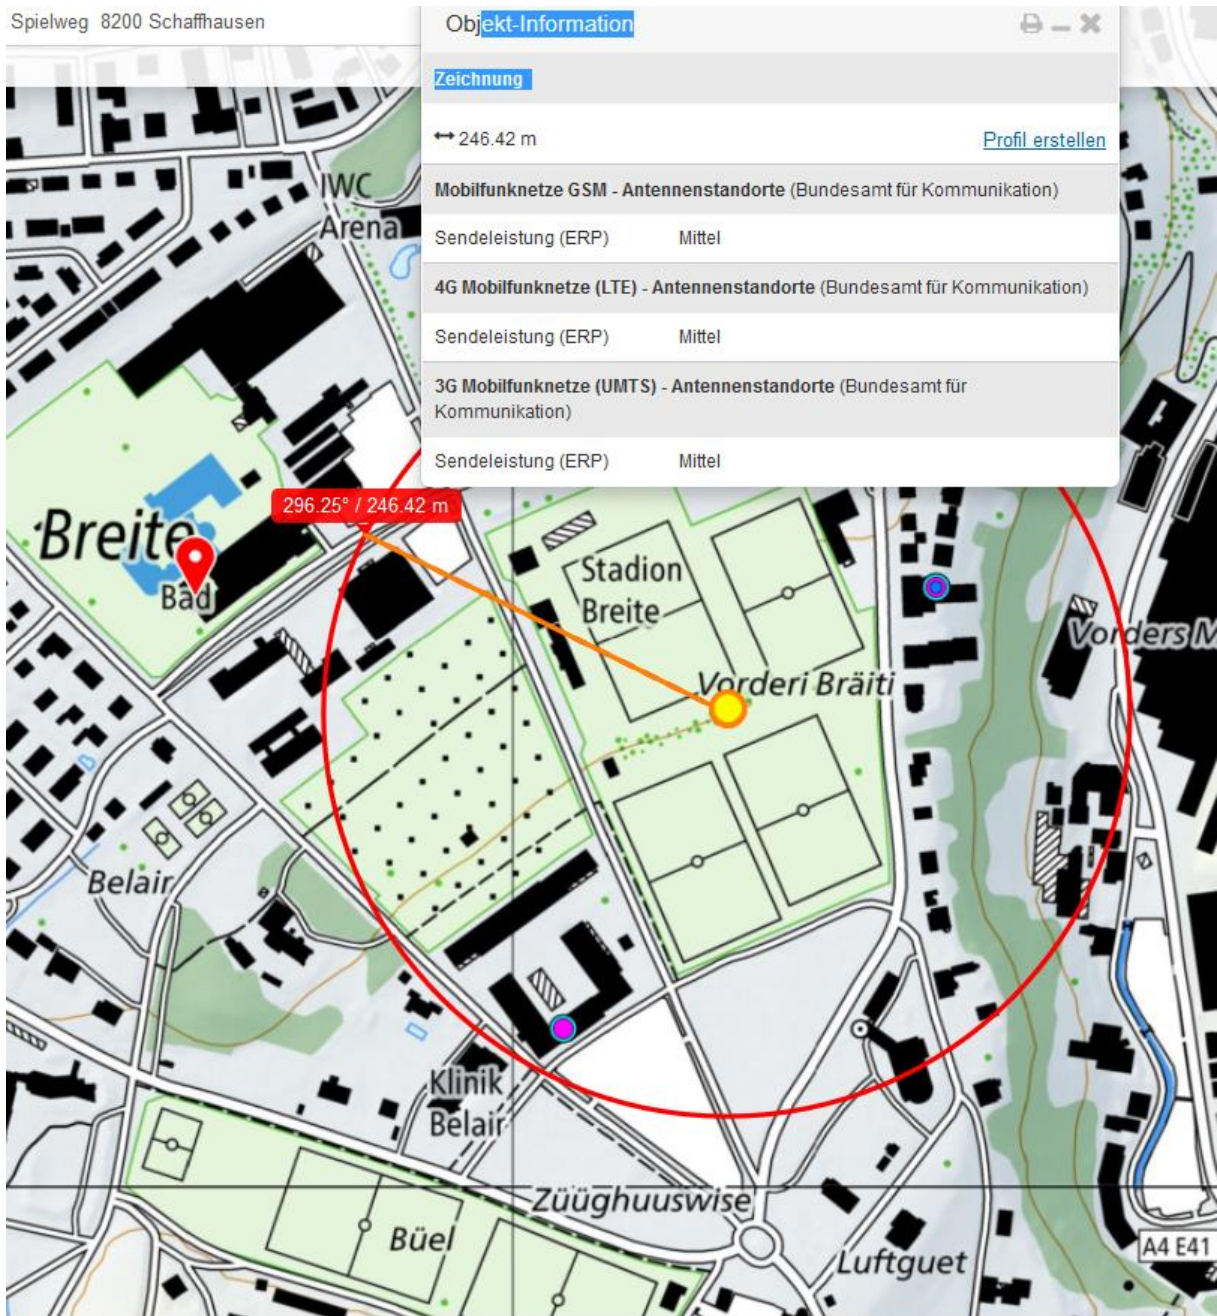 Spielweg 8200 Schaffhausen
Objekt-Information
Zeichnung
246.42 m
Profil erstellen
Mobilfunknetze GSM - Antennenstandorte (Bundesamt für Kommunikation)
Sendeleistung (ERP) Mittel
4G Mobilfunknetze (LTE) - Antennenstandorte (Bundesamt für Kommunikation)
Sendeleistung (ERP) Mittel
3G Mobilfunknetze (UMTS) - Antennenstandorte (Bundesamt für
Kommunikation)
Sendeleistung (ERP) Mittel
IWC
Arena
296.25° / 246.42 m
Breite
Bad
Stadion
Breite
Vorders M
Vorderi Bräiti
Belair
Klinik
Belair
Züüghuuswise
Büel
Luftguet
A4 E41